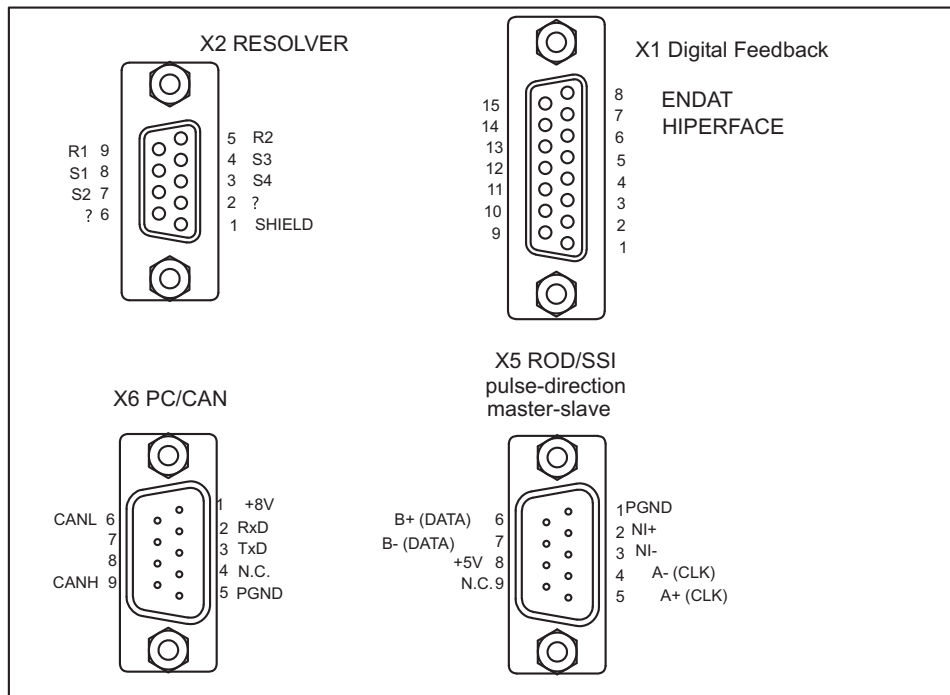 X2 RESOLVER
R1 9
S1 8
S2 7
? 6
5 R2
4 S3
3 S4
2 ?
1 SHIELD
X1 Digital Feedback
ENDAT
HIPERFACE
15
14
13
12
11
10
9
8
7
6
5
4
3
2
1
X6 PC/CAN
CANL 6
7
8
CANH 9
1 +8V
2 RxD
3 TxD
4 N.C.
5 PGND
X5 ROD/SSI
pulse-direction
master-slave
B+ (DATA) 6
B- (DATA) 7
+5V 8
N.C. 9
1 PGND
2 NI+
3 NI-
4 A- (CLK)
5 A+ (CLK)